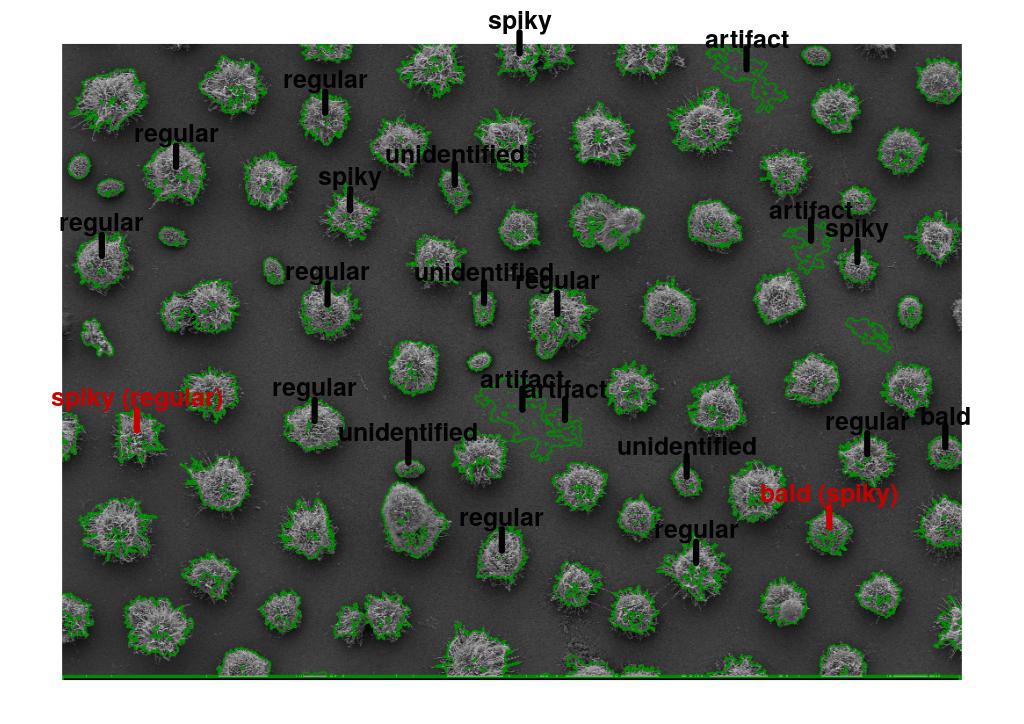 spiky
artifact
regular
regular
unidentified
spiky
artifact
regular
spiky
regular
unidentified
regular
artifact
artifact
regular
spiky (regular)
bald
regular
unidentified
unidentified
bald (spiky)
regular
regular